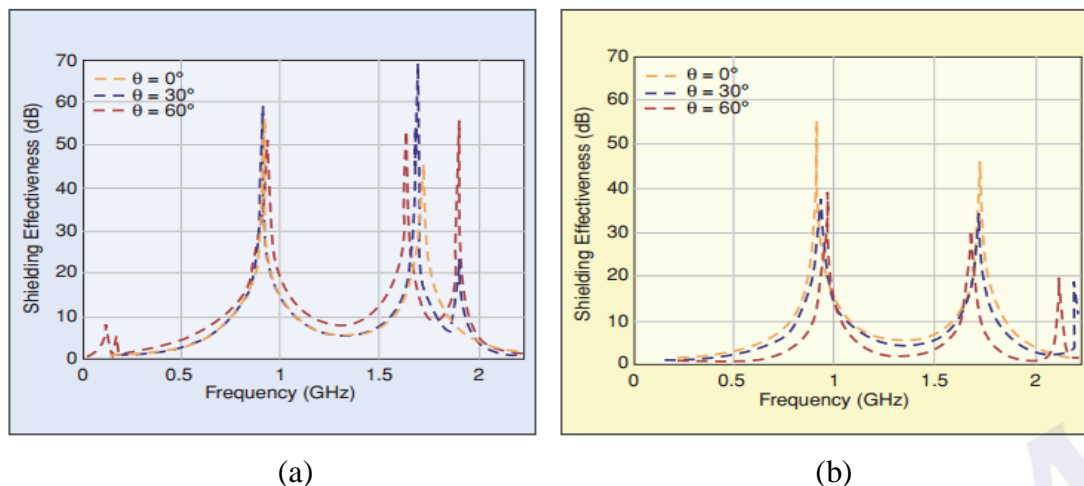 70
60
50
40
30
20
10
0
Shielding Effectiveness (dB)
θ = 0°
θ = 30°
θ = 60°
0 0.5 1 1.5 2
Frequency (GHz)
(a)
70
60
50
40
30
20
10
0
Shielding Effectiveness (dB)
θ = 0°
θ = 30°
θ = 60°
0 0.5 1 1.5 2
Frequency (GHz)
(b)